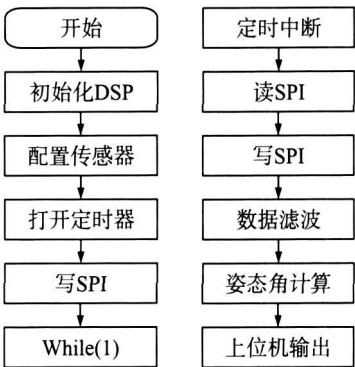 开始
初始化DSP
配置传感器
打开定时器
写SPI
While(1)
定时中断
读SPI
写SPI
数据滤波
姿态角计算
上位机输出